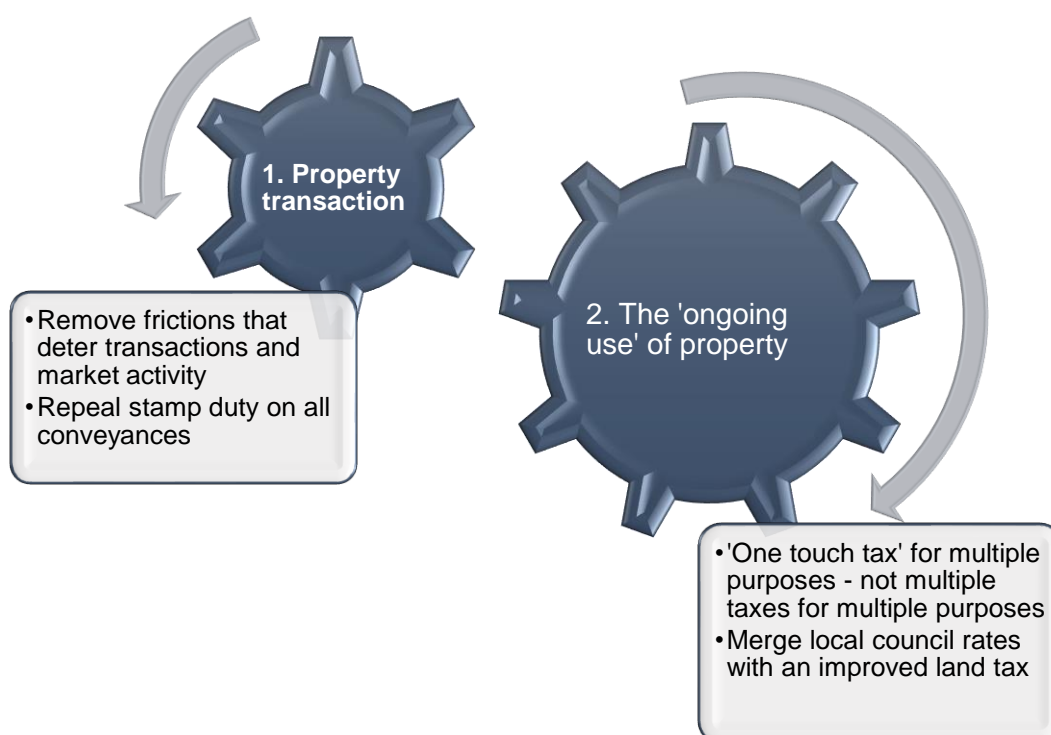 1. Property
transaction
•Remove frictions that
deter transactions and
market activity
•Repeal stamp duty on all
conveyances
2. The 'ongoing
use' of property
•'One touch tax' for multiple
purposes - not multiple
taxes for multiple purposes
•Merge local council rates
with an improved land tax